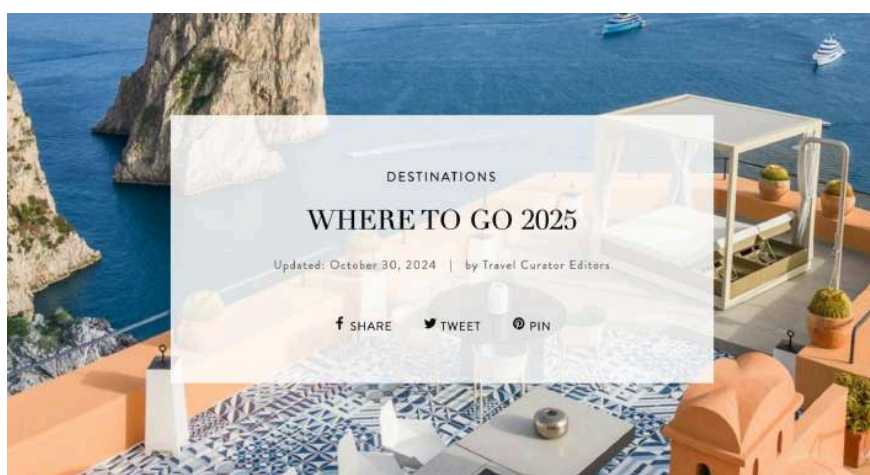 DESTINATIONS
WHERE TO GO 2025
Updated: October 30, 2024 | by Travel Curator Editors
SHARE TWEET PIN